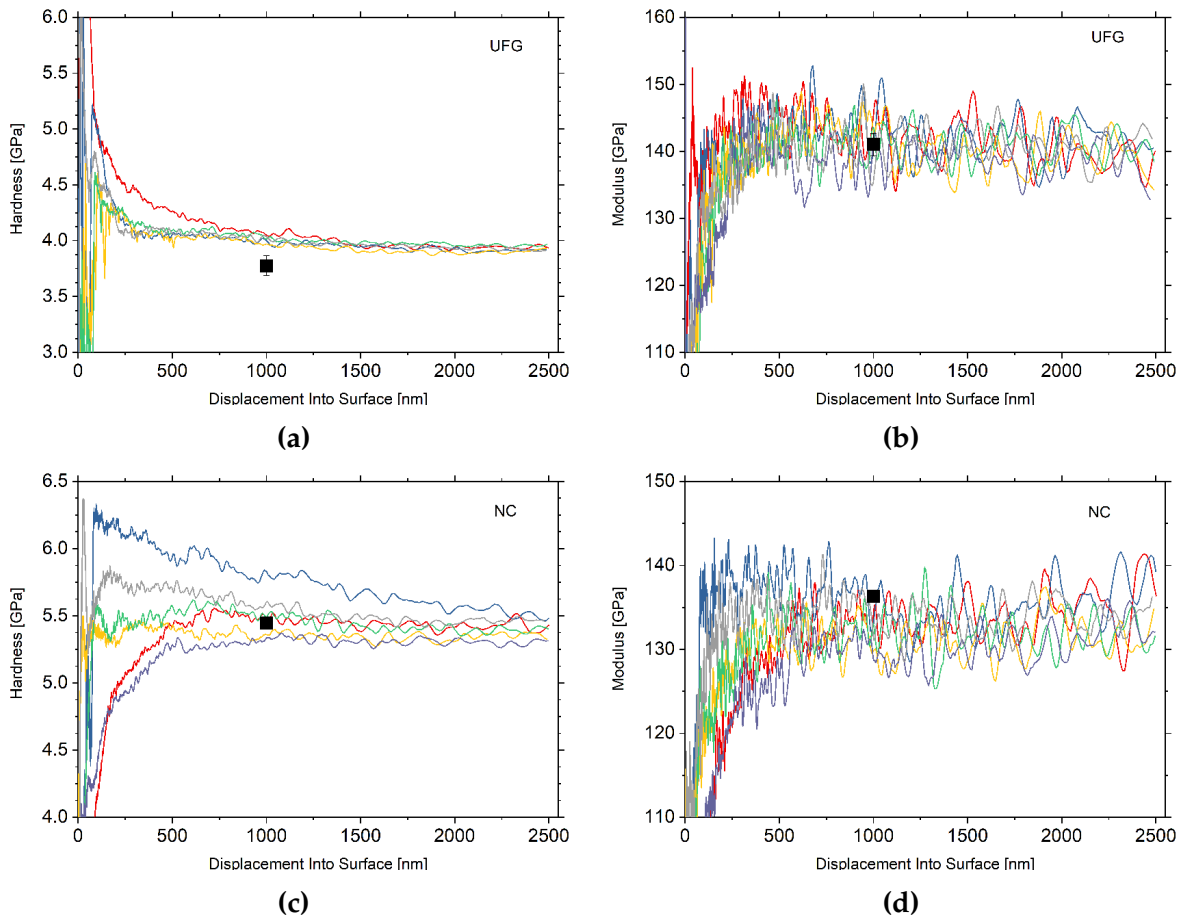 6.0
5.5
5.0
4.5
4.0
3.5
3.0
Hardness [GPa]
UFG
0 500 1000 1500 2000 2500
Displacement Into Surface [nm]
(a)
160
150
140
130
120
110
Modulus [GPa]
UFG
0 500 1000 1500 2000 2500
Displacement Into Surface [nm]
(b)
6.5
6.0
5.5
5.0
4.5
4.0
Hardness [GPa]
NC
0 500 1000 1500 2000 2500
Displacement Into Surface [nm]
(c)
150
140
130
120
110
Modulus [GPa]
NC
0 500 1000 1500 2000 2500
Displacement Into Surface [nm]
(d)